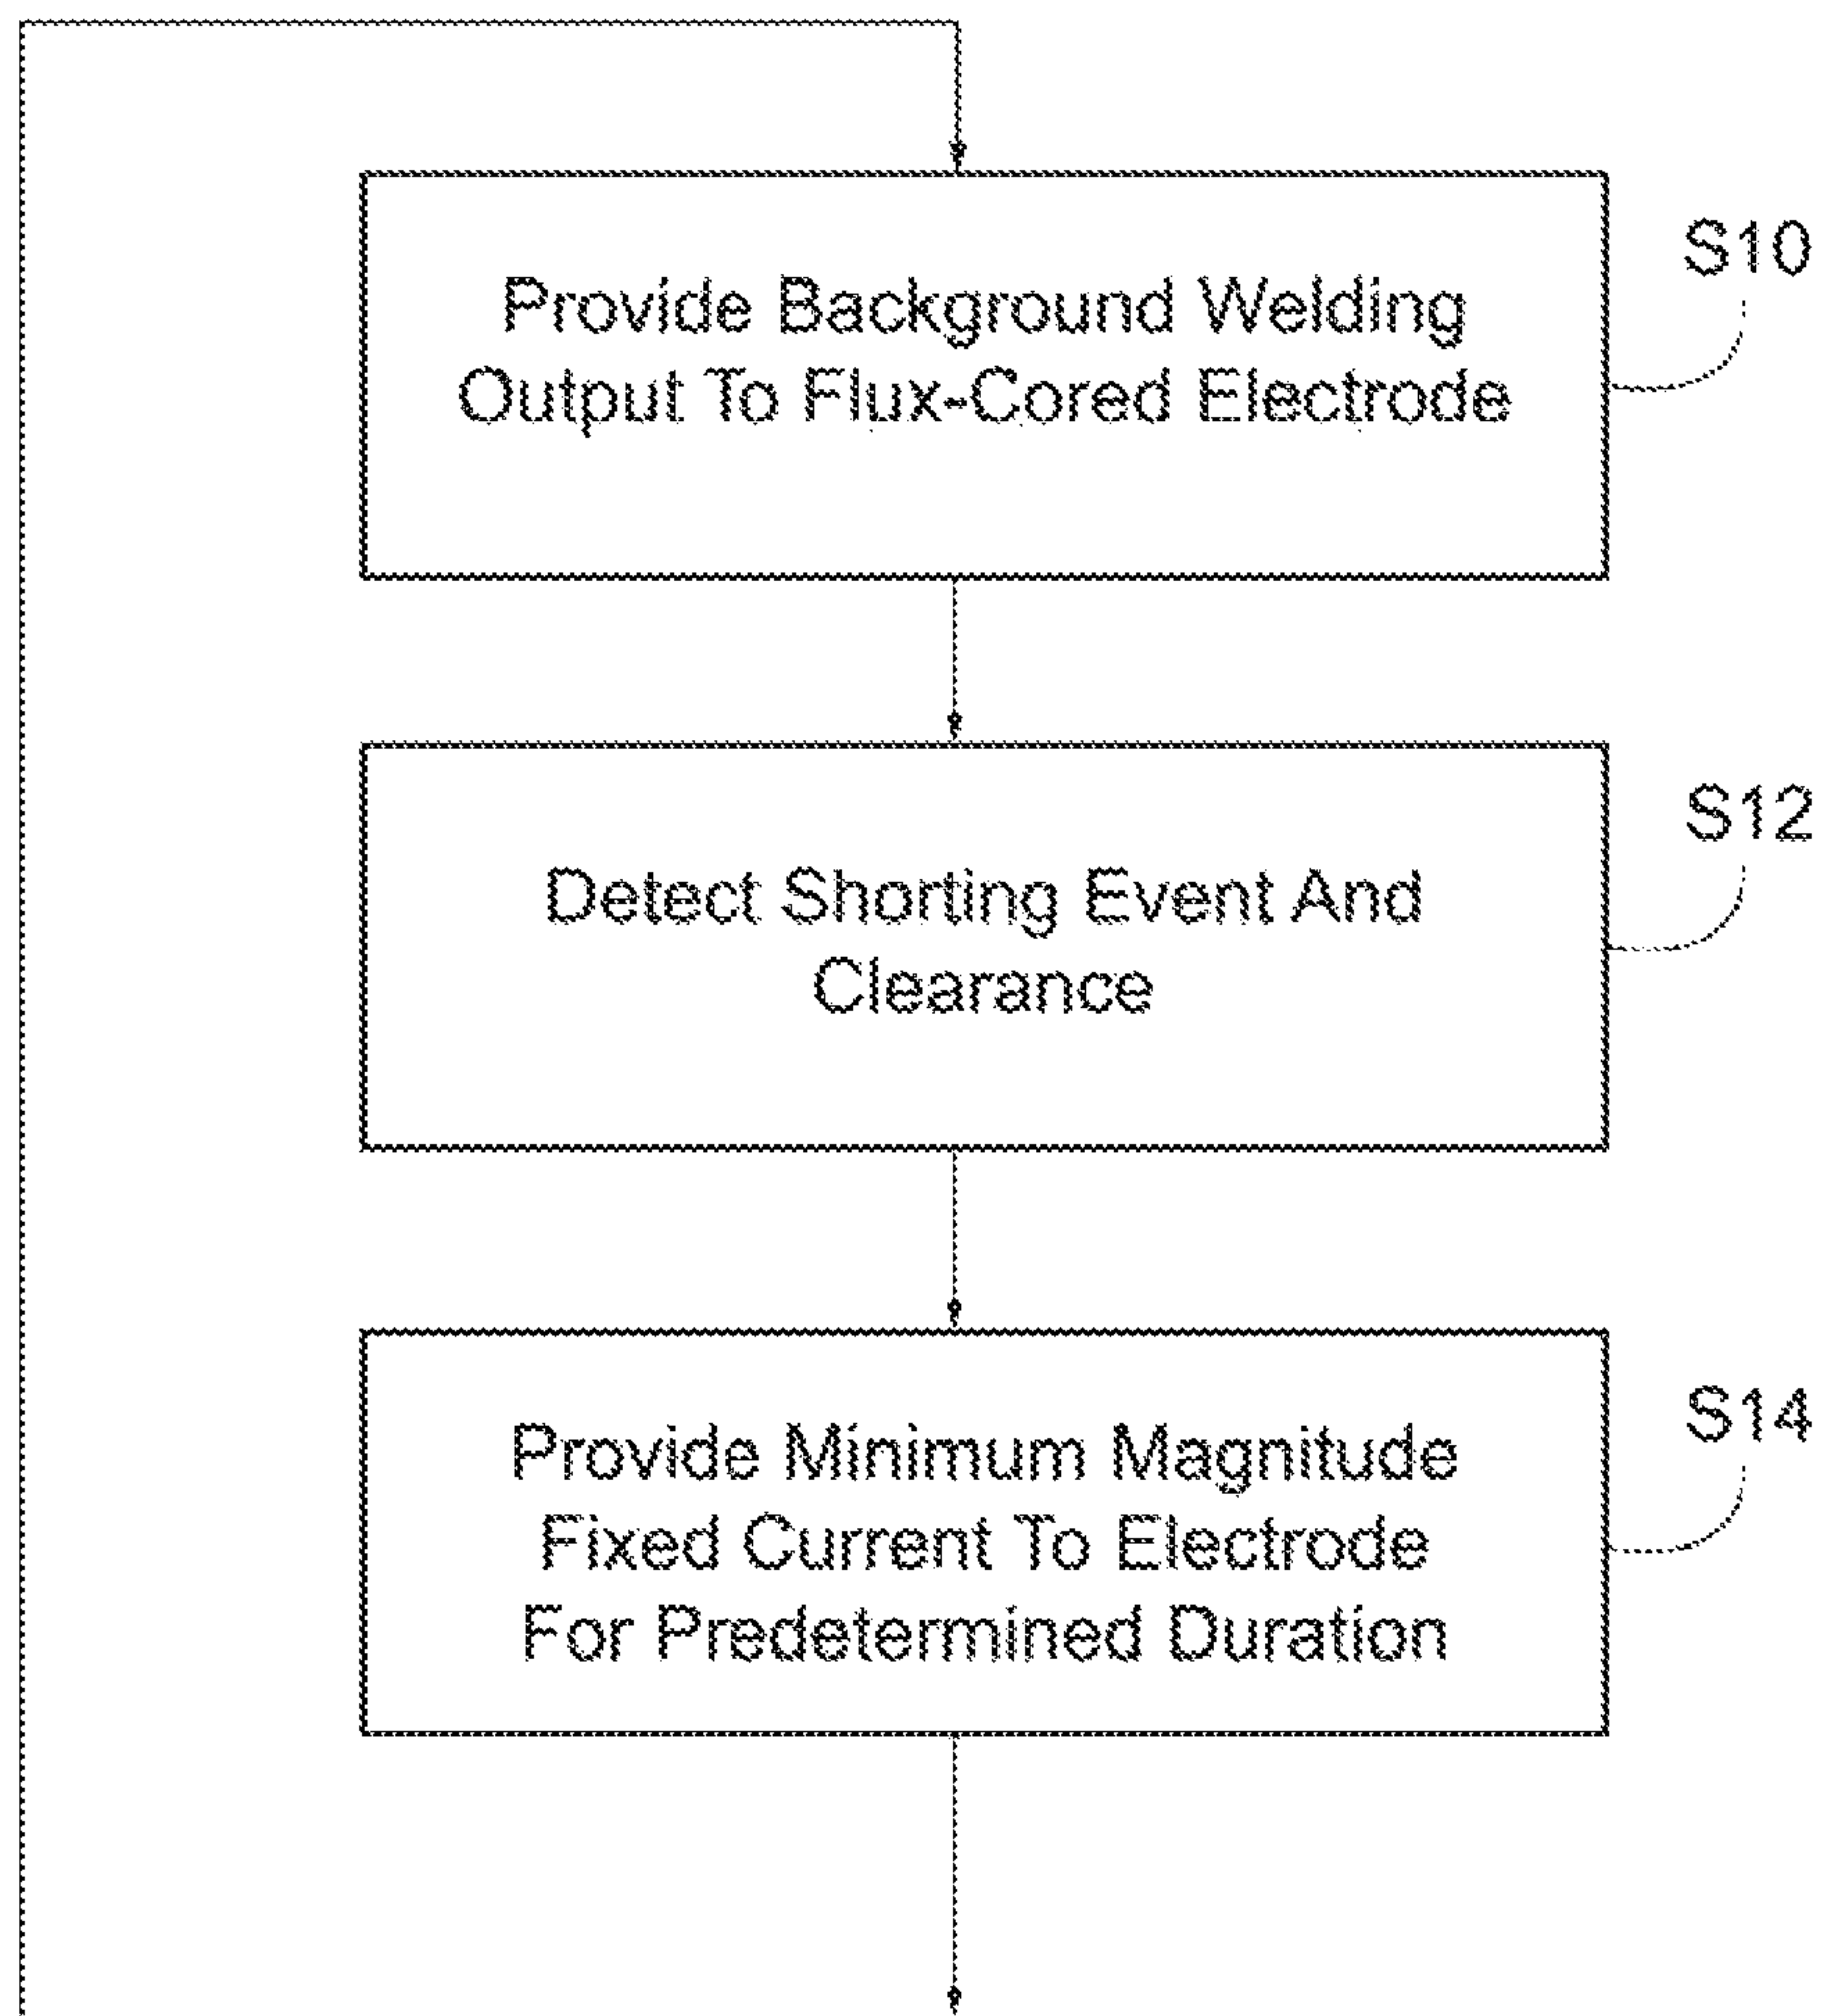 Provide Background Welding
Output To Flux-Cored Electrode
S10
Detect Shorting Event And
Clearance
S12
Provide Minimum Magnitude
Fixed Current To Electrode
For Predetermined Duration
S14